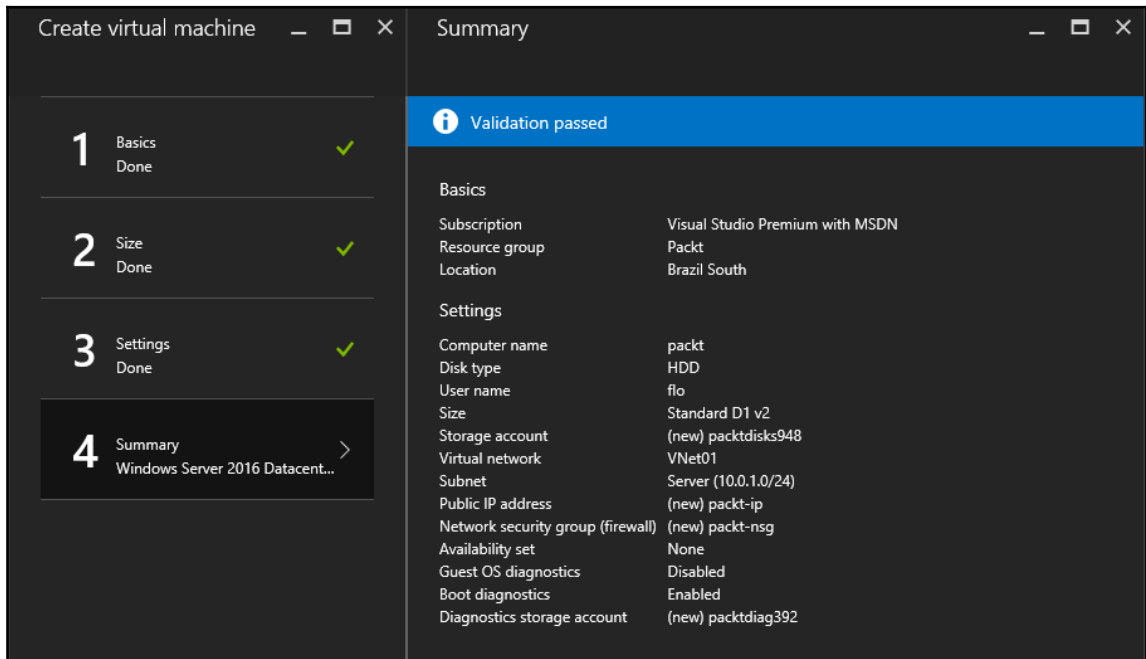 Create virtual machine
1
Basics
Done
2
Size
Done
3
Settings
Done
4
Summary
Windows Server 2016 Datacent...
Summary
Validation passed
Basics
Subscription Visual Studio Premium with MSDN
Resource group Packt
Location Brazil South
Settings
Computer name packt
Disk type HDD
User name flo
Size Standard D1 v2
Storage account (new) packtdisks948
Virtual network VNet01
Subnet Server (10.0.1.0/24)
Public IP address (new) packt-ip
Network security group (firewall) (new) packt-nsg
Availability set None
Guest OS diagnostics Disabled
Boot diagnostics Enabled
Diagnostics storage account (new) packtdiag392